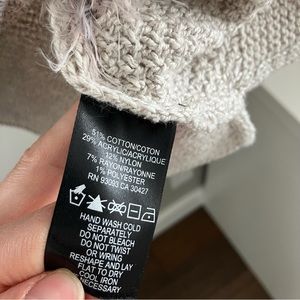 51% COTTON/COTON
29% ACRYLIC/ACRYLIQUE
12% NYLON
7% RAYON/RAYONNE
1% POLYESTER
RN 93093 CA 30427
HAND WASH COLD
SEPARATELY
DO NOT BLEACH
DO NOT TWIST
OR WRING
RESHAPE AND LAY
FLAT TO DRY
COOL IRON
NECESSARY